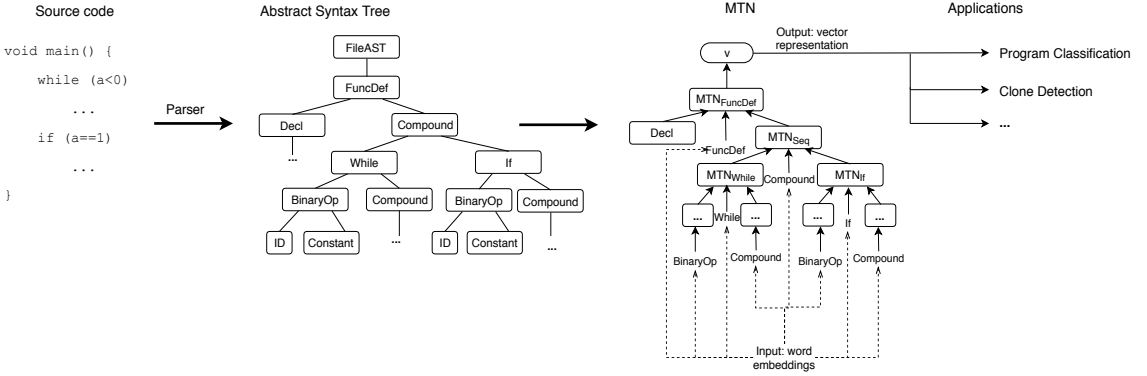 Source code
Abstract Syntax Tree
MTN
Applications
void main() {
while (a<0)
...
if (a==1)
...
}
Parser
FileAST
FuncDef
Decl
Compound
...
While
If
BinaryOp
Compound
BinaryOp
Compound
ID
Constant
...
ID
Constant
...
Output: vector
representation
v
Program Classification
Clone Detection
...
MTNFuncDef
Decl
MTNSeq
FuncDef
MTNWhile
Compound
MTNIf
...
While
...
...
If
...
BinaryOp
Compound
BinaryOp
Compound
Input: word
embeddings